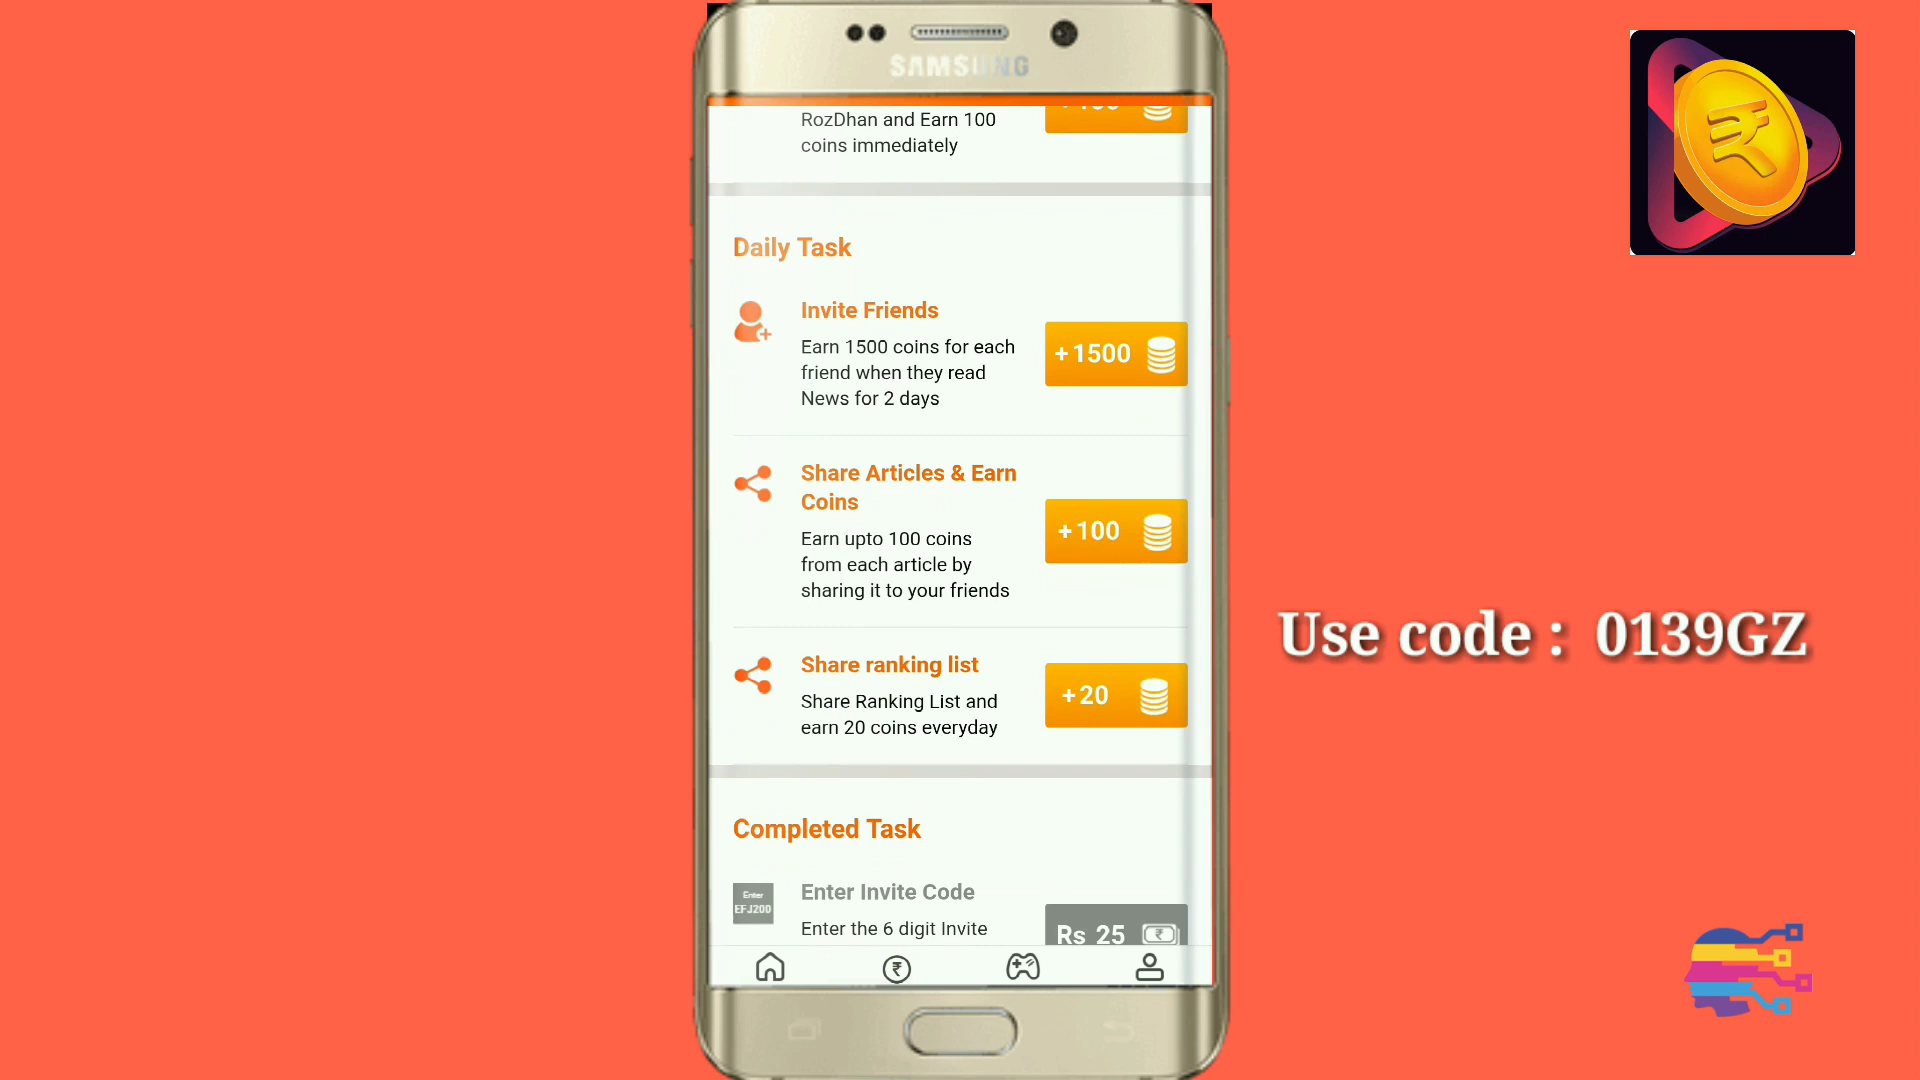 SAMSUNG
RozDhan and Earn 100
coins immediately
Daily Task
Invite Friends
Earn 1500 coins for each
friend when they read
News for 2 days
+1500
Share Articles & Earn
Coins
Earn upto 100 coins
from each article by
sharing it to your friends
+100
Share ranking list
Share Ranking List and
earn 20 coins everyday
+20
Completed Task
Enter
EFJ200
Enter Invite Code
Enter the 6 digit Invite
Rs 25
Use code : 0139GZ